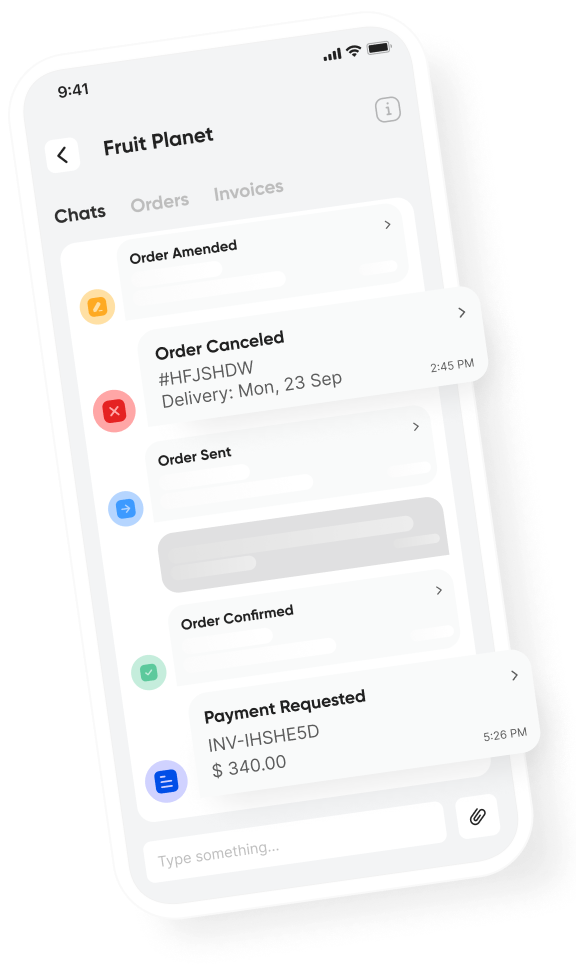 9:41
Fruit Planet
Chats Orders Invoices
Order Amended
Order Canceled
#HFJSHDW
Delivery: Mon, 23 Sep
2:45 PM
Order Sent
Order Confirmed
Payment Requested
INV-IHSHE5D
$ 340.00
5:26 PM
Type something...